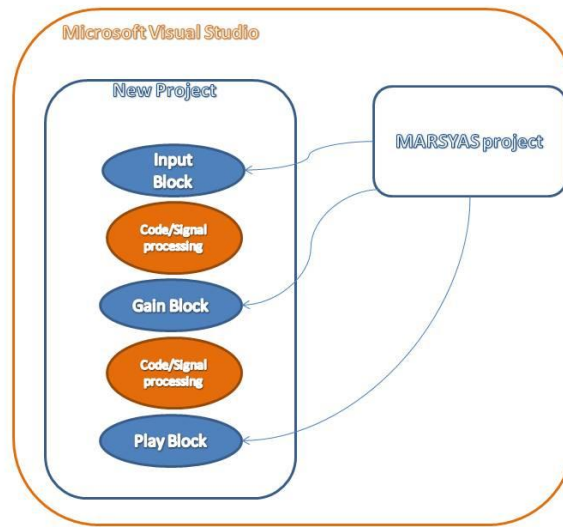 Microsoft Visual Studio
New Project
MARSYAS project
Input
Block
Code/Signal
processing
Gain Block
Code/Signal
processing
Play Block